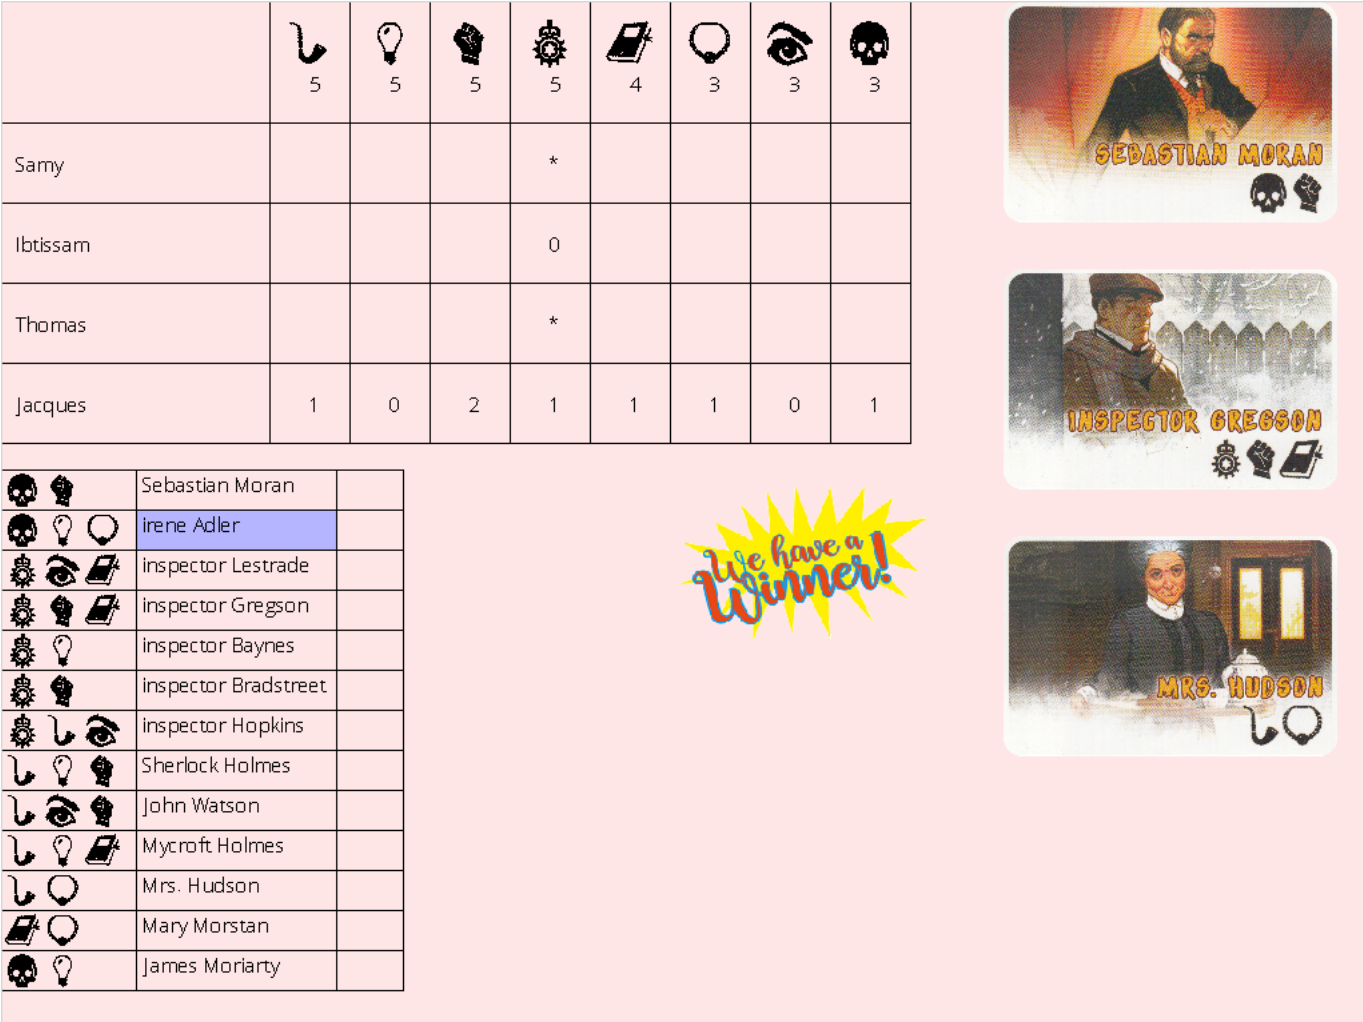 5 5 5 5 4 3 3 3
Samy *
Ibtissam 0
Thomas *
Jacques 1 0 2 1 1 1 0 1
Sebastian Moran
irene Adler
inspector Lestrade
inspector Gregson
inspector Baynes
inspector Bradstreet
inspector Hopkins
Sherlock Holmes
John Watson
Mycroft Holmes
Mrs. Hudson
Mary Morstan
James Moriarty
We have a
Winner!
SEBASTIAN MORAN
INSPECTOR GREGSON
MRS. HUDSON